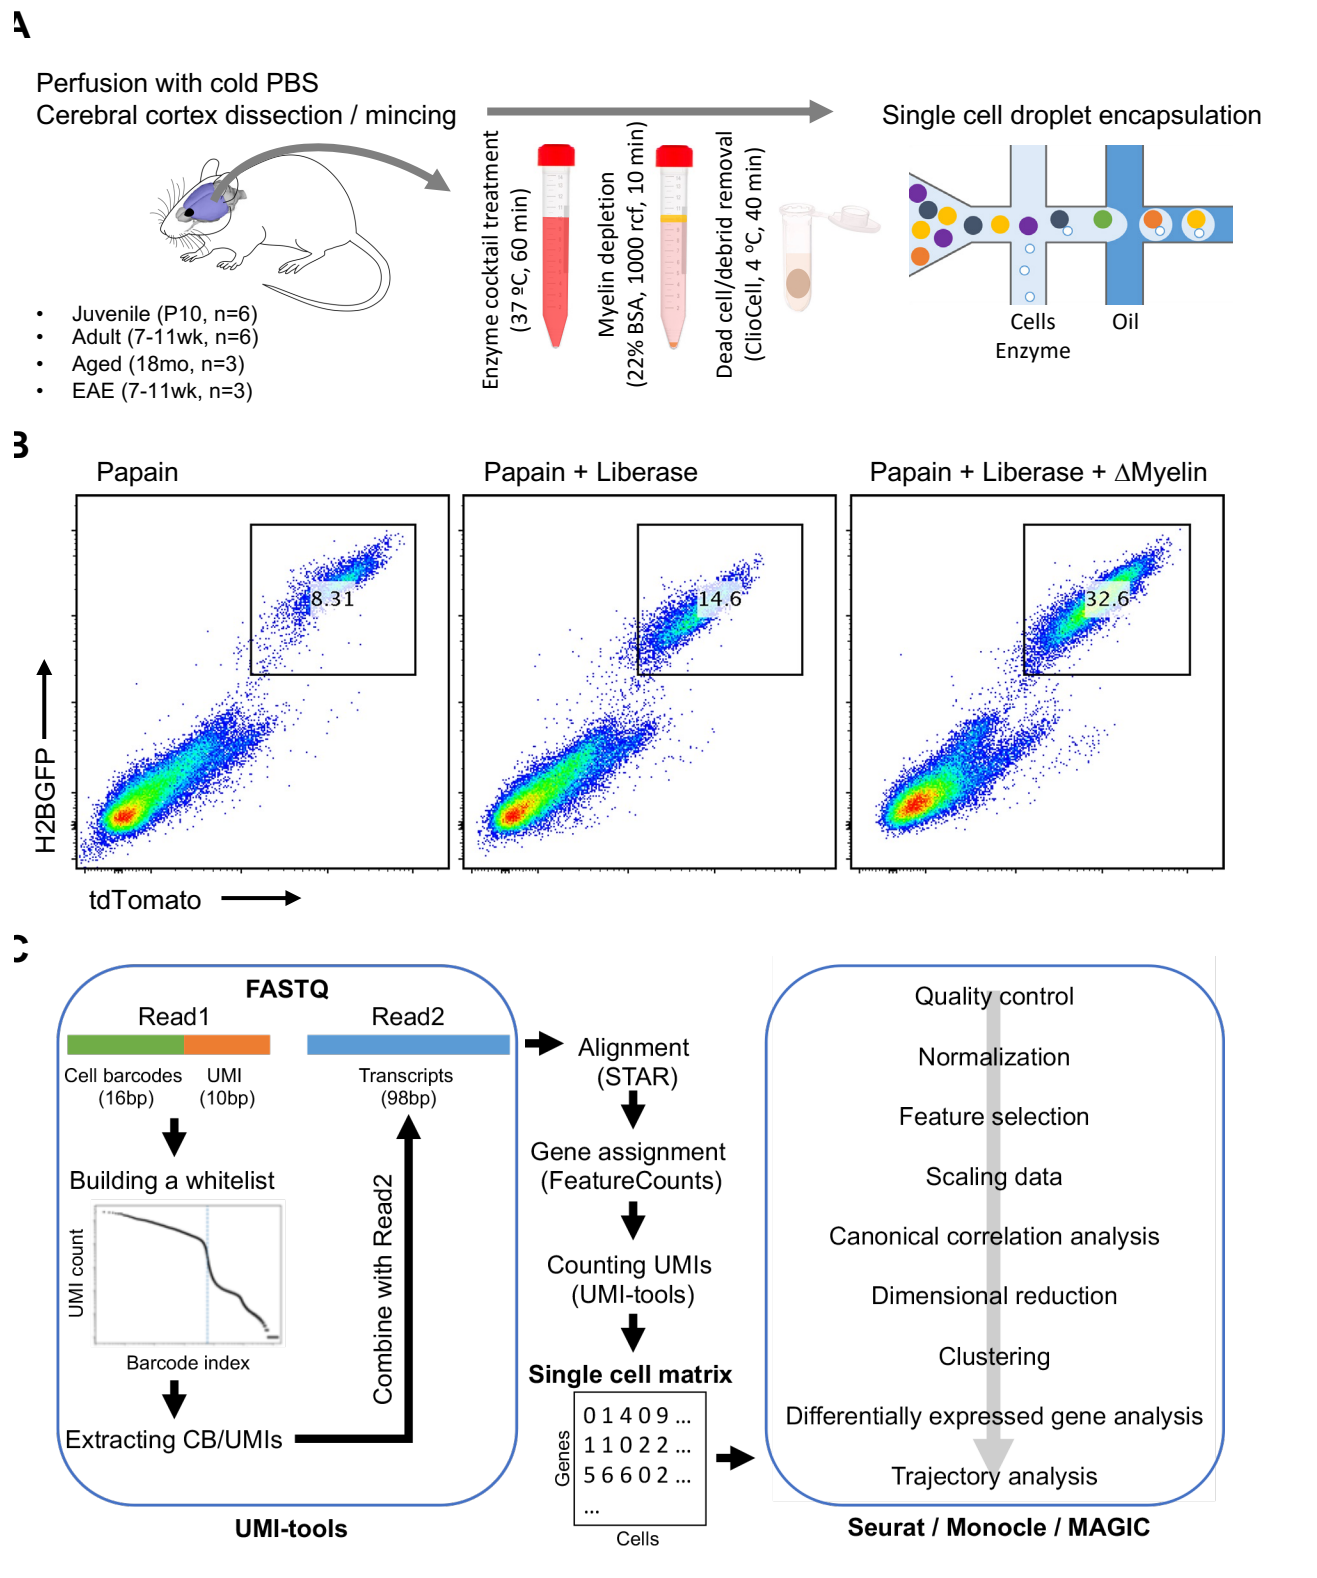 A
Perfusion with cold PBS
Cerebral cortex dissection / mincing
Single cell droplet encapsulation
Enzyme cocktail treatment
(37 ºC, 60 min)
Myelin depletion
(22% BSA, 1000 rcf, 10 min)
Dead cell/debrid removal
(ClioCell, 4 ºC, 40 min)
• Juvenile (P10, n=6)
• Adult (7-11wk, n=6)
• Aged (18mo, n=3)
• EAE (7-11wk, n=3)
Cells
Enzyme
Oil
B
Papain
Papain + Liberase
Papain + Liberase + ΔMyelin
8.31
14.6
32.6
H2BGFP
tdTomato
C
FASTQ
Read1
Read2
Cell barcodes
(16bp)
UMI
(10bp)
Transcripts
(98bp)
Building a whitelist
UMI count
Barcode index
Extracting CB/UMIs
Combine with Read2
UMI-tools
Alignment
(STAR)
Gene assignment
(FeatureCounts)
Counting UMIs
(UMI-tools)
Single cell matrix
Genes
0 1 4 0 9 ...
1 1 0 2 2 ...
5 6 6 0 2 ...
...
Cells
Quality control
Normalization
Feature selection
Scaling data
Canonical correlation analysis
Dimensional reduction
Clustering
Differentially expressed gene analysis
Trajectory analysis
Seurat / Monocle / MAGIC